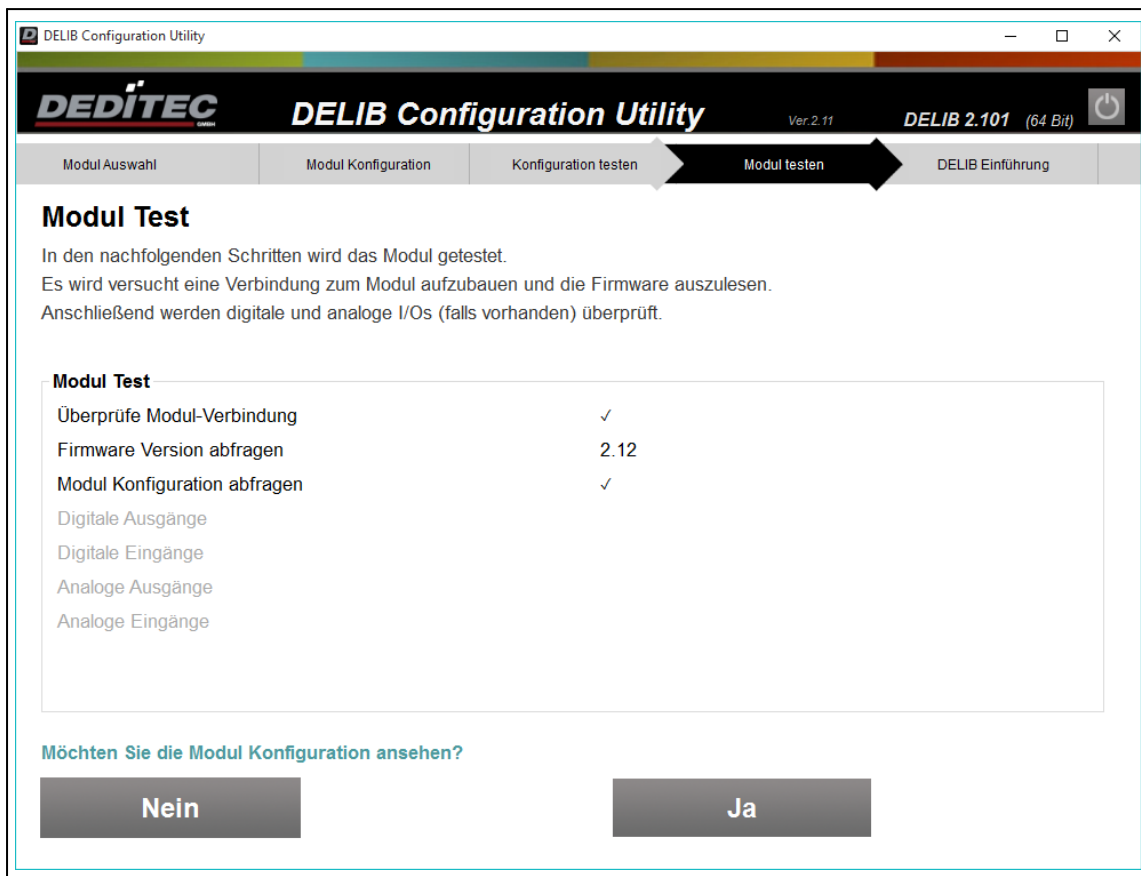 DELIB Configuration Utility
DEDITEC
GMBH
DELIB Configuration Utility
Ver.2.11
DELIB 2.101 (64 Bit)
Modul Auswahl
Modul Konfiguration
Konfiguration testen
Modul testen
DELIB Einführung
Modul Test
In den nachfolgenden Schritten wird das Modul getestet.
Es wird versucht eine Verbindung zum Modul aufzubauen und die Firmware auszulesen.
Anschließend werden digitale und analoge I/Os (falls vorhanden) überprüft.
Modul Test
Überprüfe Modul-Verbindung ✓
Firmware Version abfragen 2.12
Modul Konfiguration abfragen ✓
Digitale Ausgänge
Digitale Eingänge
Analoge Ausgänge
Analoge Eingänge
Möchten Sie die Modul Konfiguration ansehen?
Nein
Ja